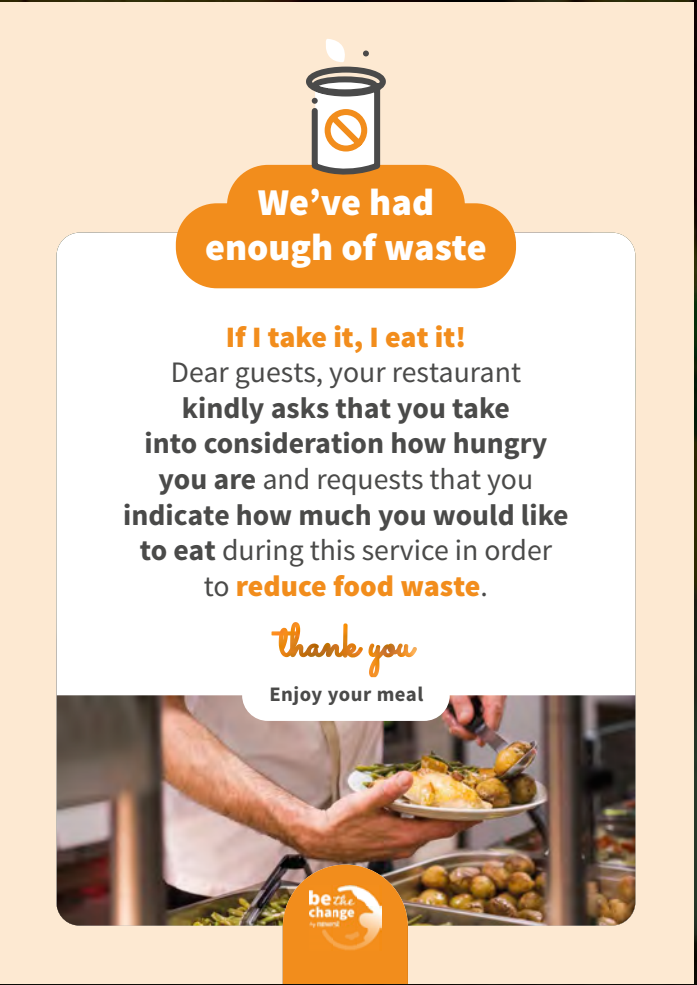 We’ve had
enough of waste
If I take it, I eat it!
Dear guests, your restaurant
kindly asks that you take
into consideration how hungry
you are and requests that you
indicate how much you would like
to eat during this service in order
to reduce food waste.
thank you
Enjoy your meal
be the
change
by newrest